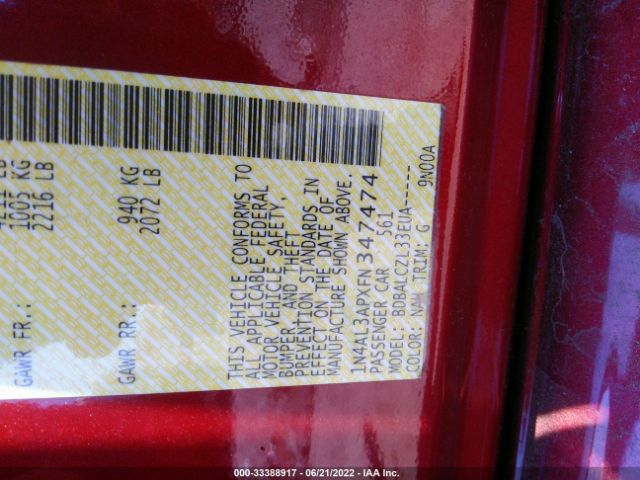 1005 KG
2216 LB
GAWR FR.:
940 KG
2072 LB
GAWR RR.:
THIS VEHICLE CONFORMS TO
ALL APPLICABLE FEDERAL
MOTOR VEHICLE SAFETY,
BUMPER, AND THEFT
PREVENTION STANDARDS IN
EFFECT ON THE DATE OF
MANUFACTURE SHOWN ABOVE.
1N4AL3APXFN347474
PASSENGER CAR 561
MODEL: BDBALCZL33EUA-----
COLOR: NAH TRIM: G 9N00A
000-33388917 - 06/21/2022 - IAA Inc.